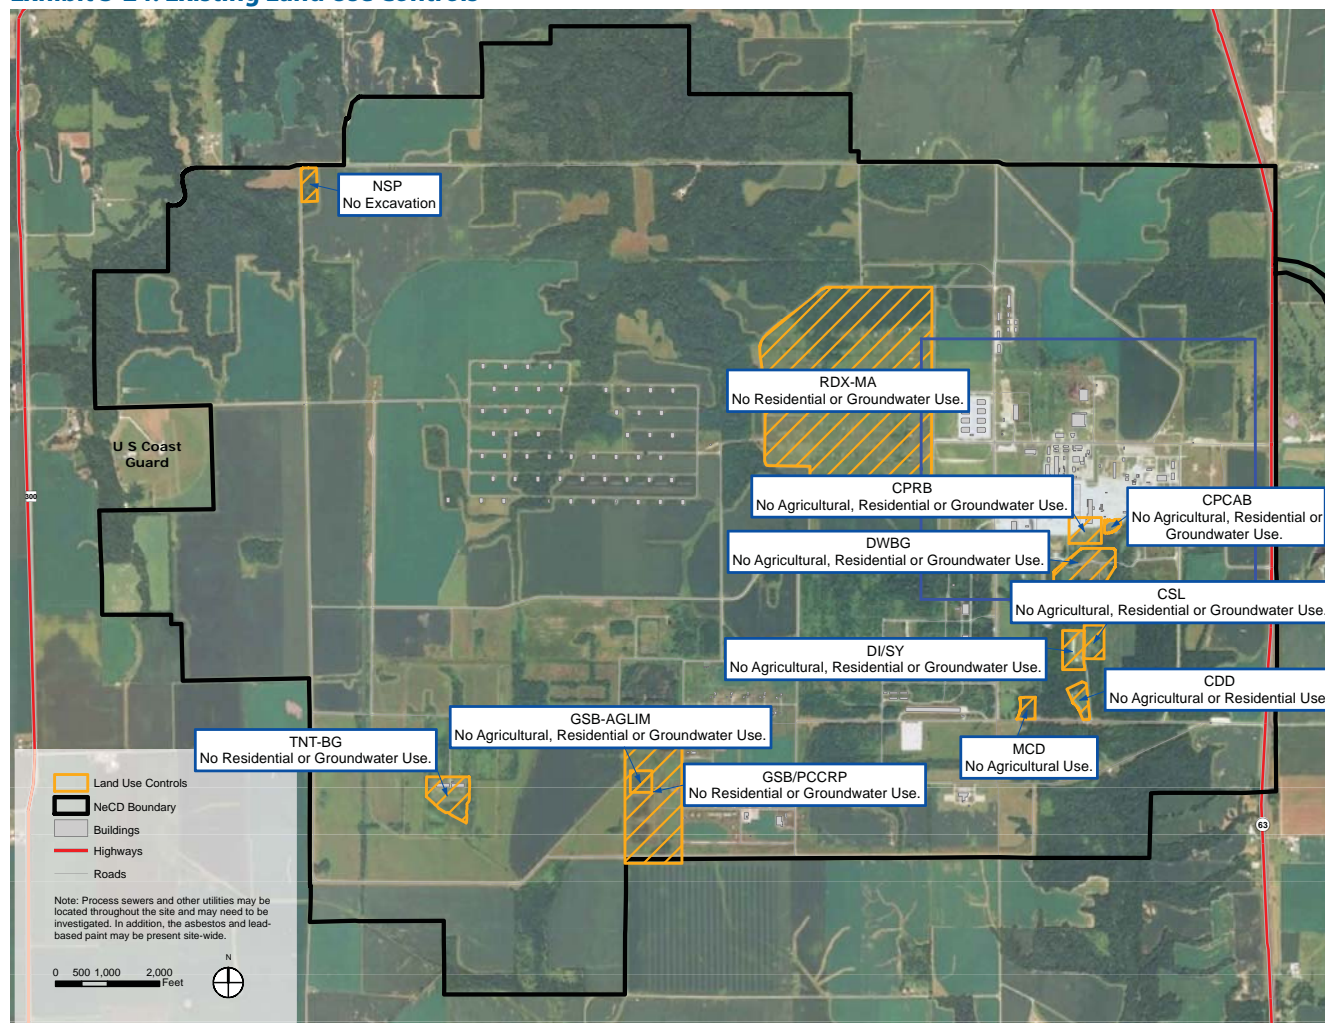 NSP
No Excavation
RDX-MA
No Residential or Groundwater Use.
U S Coast
Guard
300
CPRB
No Agricultural, Residential or Groundwater Use.
CPCAB
No Agricultural, Residential or
Groundwater Use.
DWBG
No Agricultural, Residential or Groundwater Use.
CSL
No Agricultural, Residential or Groundwater Use.
DI/SY
No Agricultural, Residential or Groundwater Use.
CDD
No Agricultural or Residential Use
GSB-AGLIM
No Agricultural, Residential or Groundwater Use.
TNT-BG
No Residential or Groundwater Use.
MCD
No Agricultural Use.
GSB/PCCRP
No Residential or Groundwater Use.
63
Land Use Controls
NeCD Boundary
Buildings
Highways
Roads
Note: Process sewers and other utilities may be
located throughout the site and may need to be
investigated. In addition, the asbestos and lead-
based paint may be present site-wide.
N
0 500 1,000 2,000
Feet